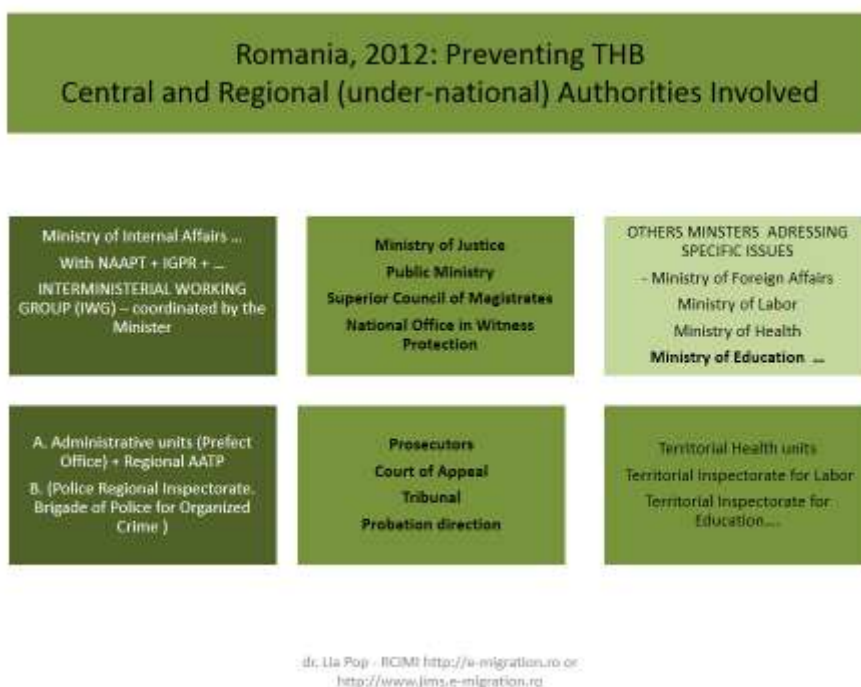 Romania, 2012: Preventing THB
Central and Regional (under-national) Authorities Involved
Ministry of Internal Affairs ...
With NAAPT + IGPR + ...
INTERMINISTERIAL WORKING
GROUP (IWG) – coordinated by the
Minister
Ministry of Justice
Public Ministry
Superior Council of Magistrates
National Office in Witness
Protection
OTHERS MINSTERS ADRESSING
SPECIFIC ISSUES
- Ministry of Foreign Affairs
Ministry of Labor
Ministry of Health
Ministry of Education ...
A. Administrative units (Prefect
Office) + Regional AATP
B. (Police Regional Inspectorate.
Brigade of Police for Organized
Crime )
Prosecutors
Court of Appeal
Tribunal
Probation direction
Territorial Health units
Territorial Inspectorate for Labor
Territorial Inspectorate for
Education....
dr. Lia Pop - RCIMI http://e-migration.ro or
http://www.jims.e-migration.ro